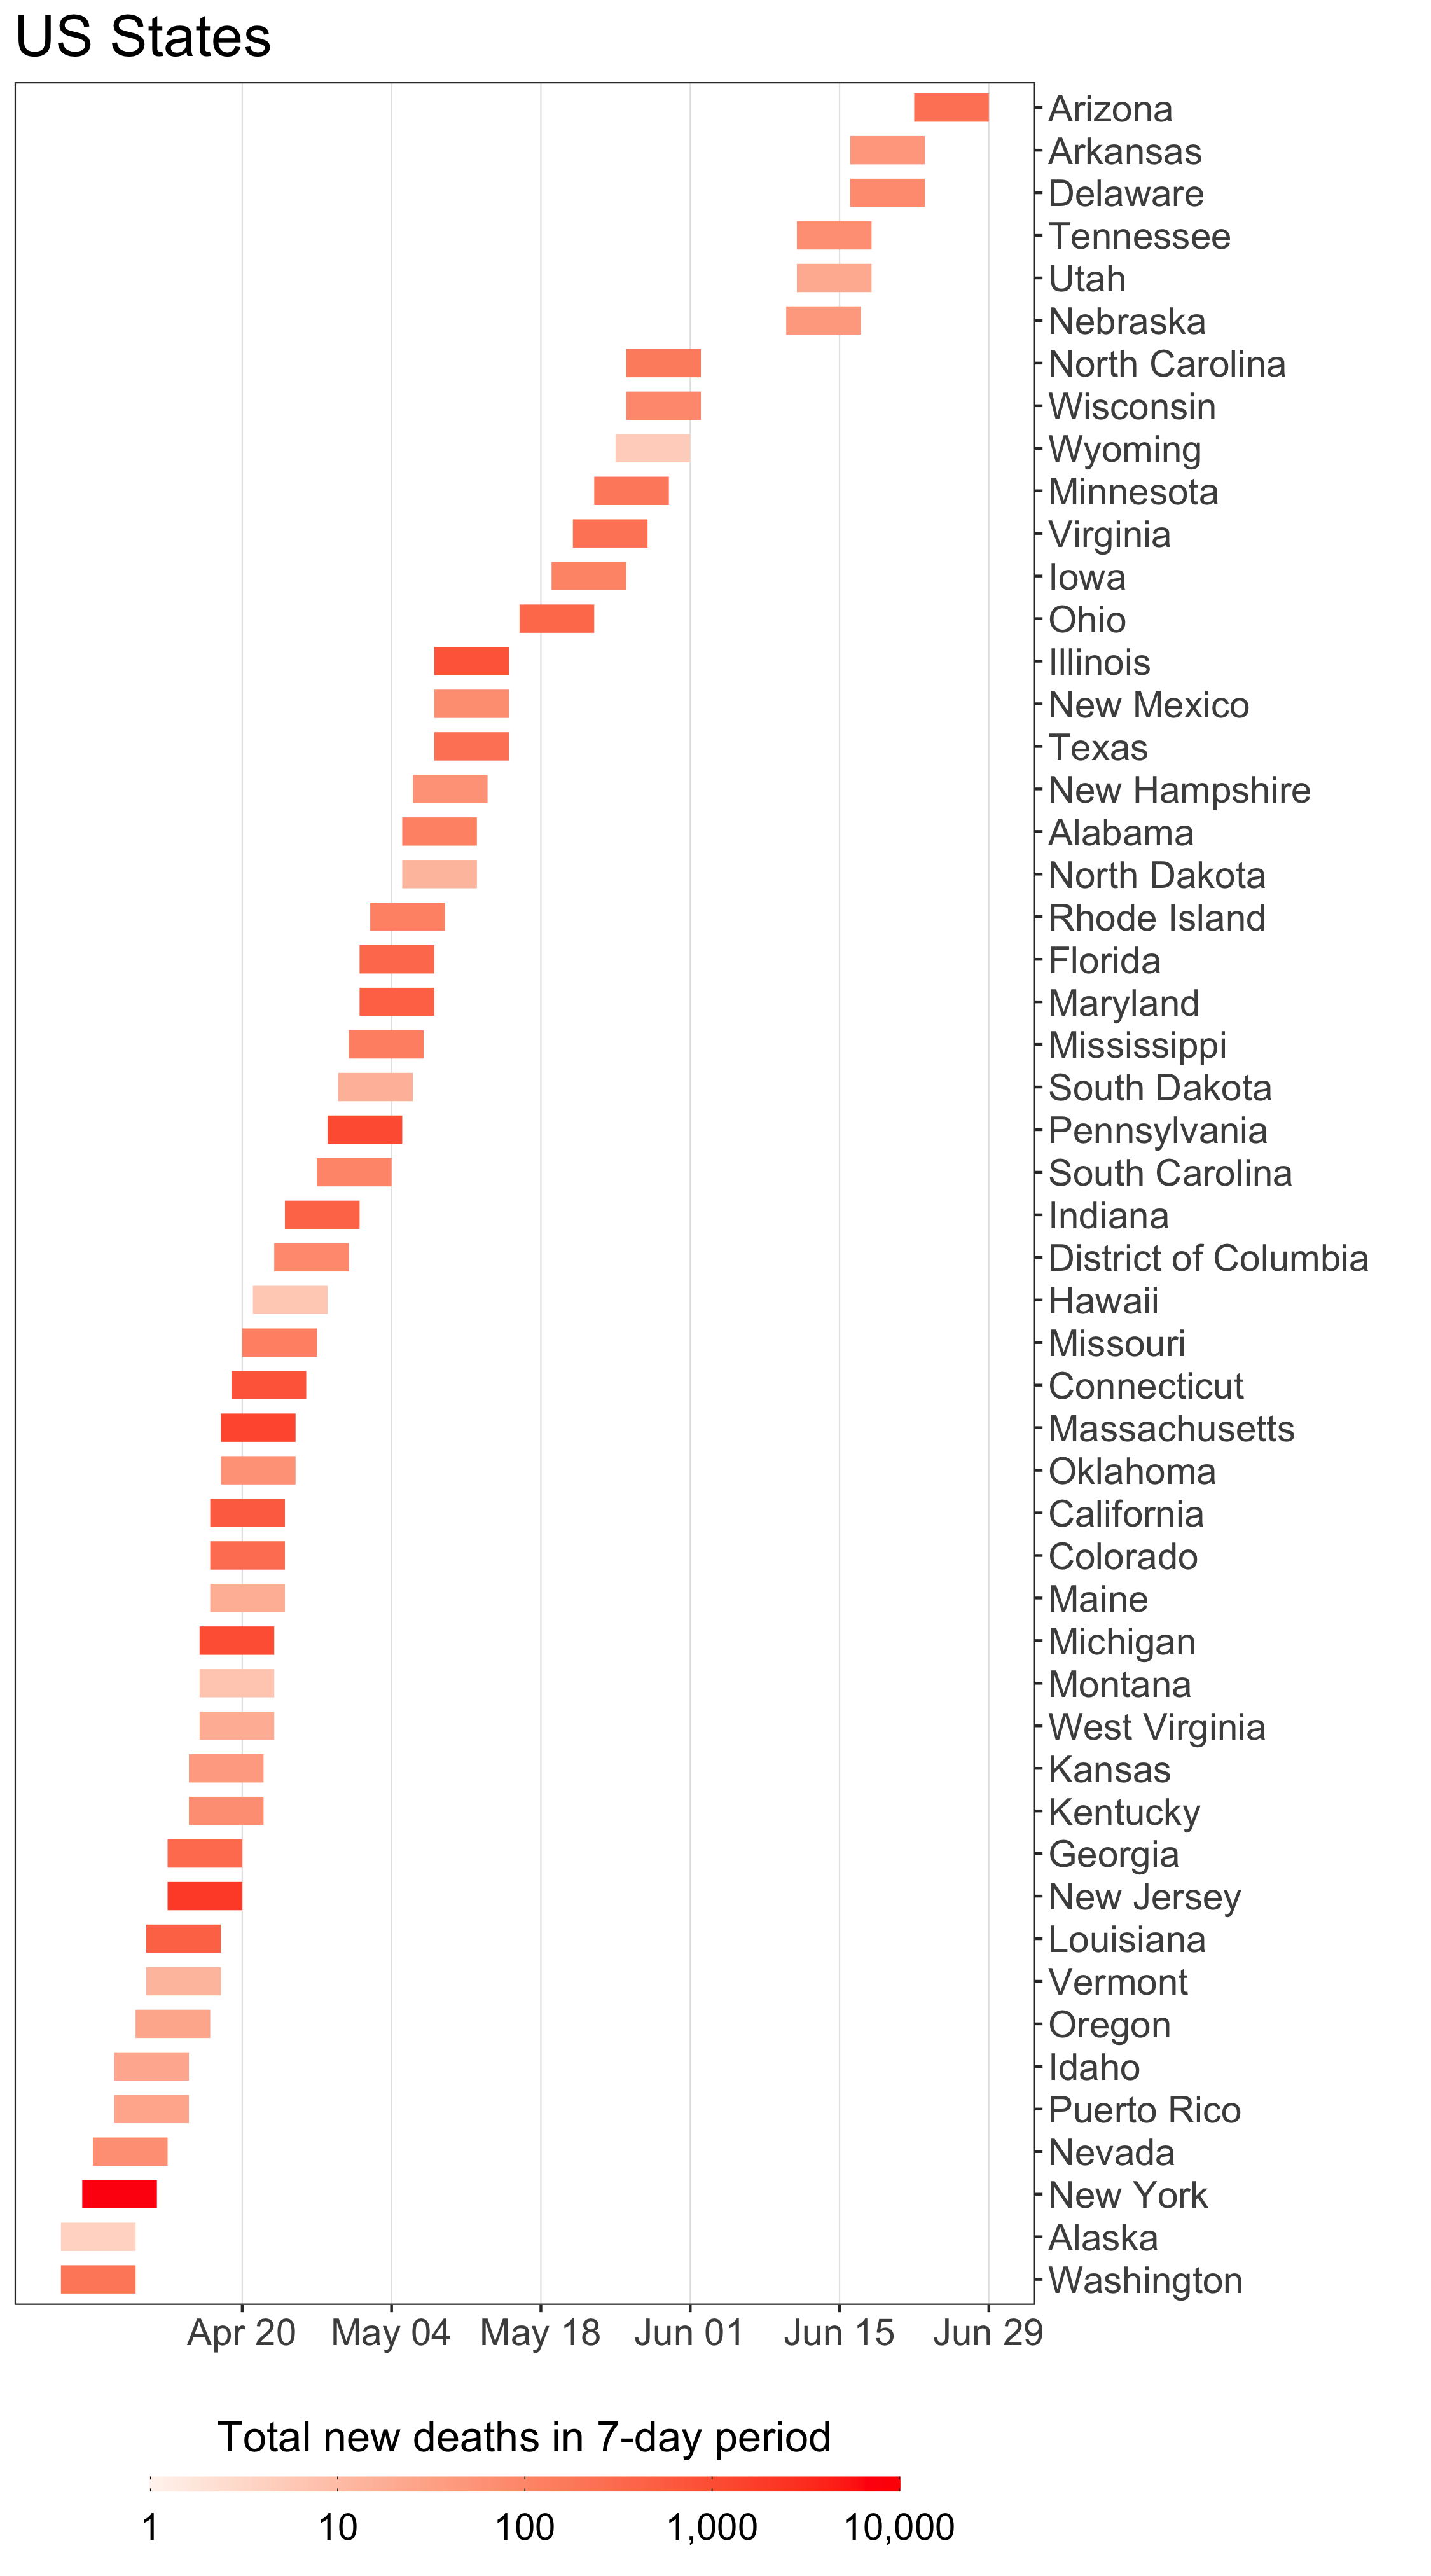 US States
Arizona
Arkansas
Delaware
Tennessee
Utah
Nebraska
North Carolina
Wisconsin
Wyoming
Minnesota
Virginia
Iowa
Ohio
Illinois
New Mexico
Texas
New Hampshire
Alabama
North Dakota
Rhode Island
Florida
Maryland
Mississippi
South Dakota
Pennsylvania
South Carolina
Indiana
District of Columbia
Hawaii
Missouri
Connecticut
Massachusetts
Oklahoma
California
Colorado
Maine
Michigan
Montana
West Virginia
Kansas
Kentucky
Georgia
New Jersey
Louisiana
Vermont
Oregon
Idaho
Puerto Rico
Nevada
New York
Alaska
Washington
Apr 20 May 04 May 18 Jun 01 Jun 15 Jun 29
Total new deaths in 7-day period
1 10 100 1,000 10,000